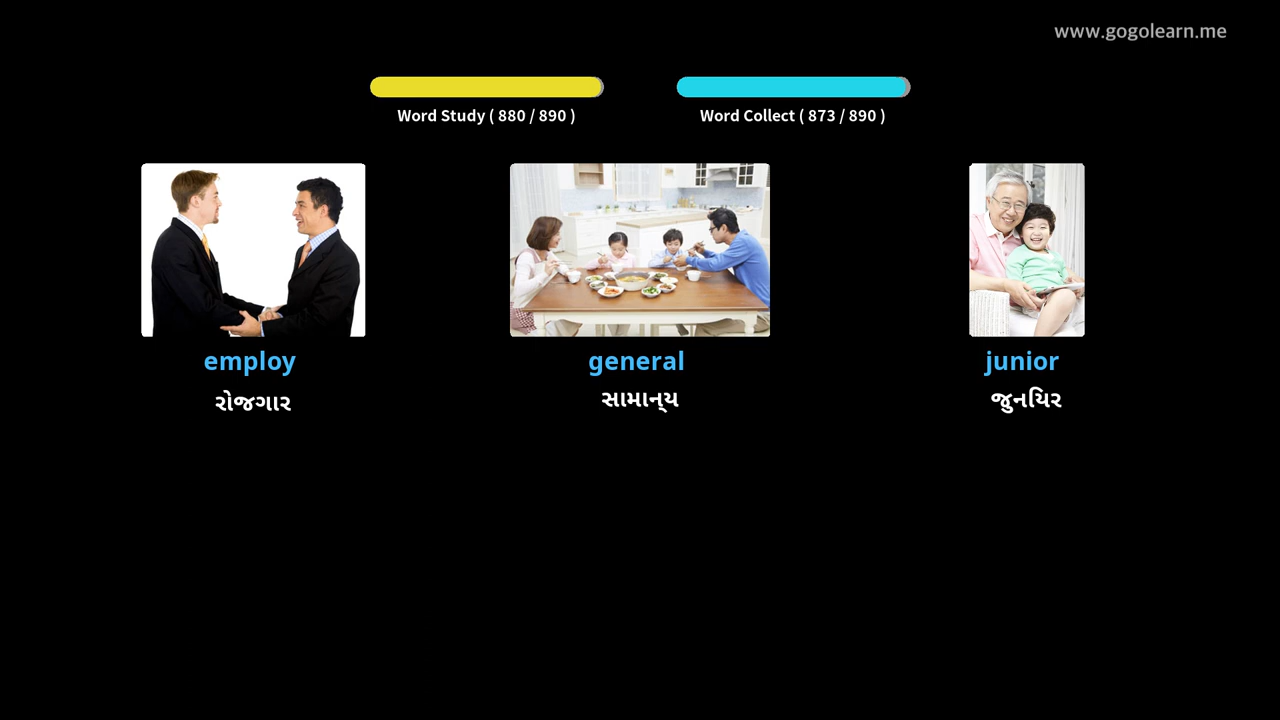 www.gogolearn.me
Word Study ( 880 / 890 )
Word Collect ( 873 / 890 )
employ
general
junior
રોજગાર
સામાન્ય
જુનિયર